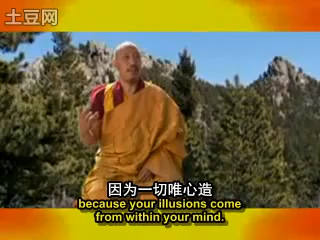 土豆网
因为一切唯心造
because your illusions come
from within your mind.